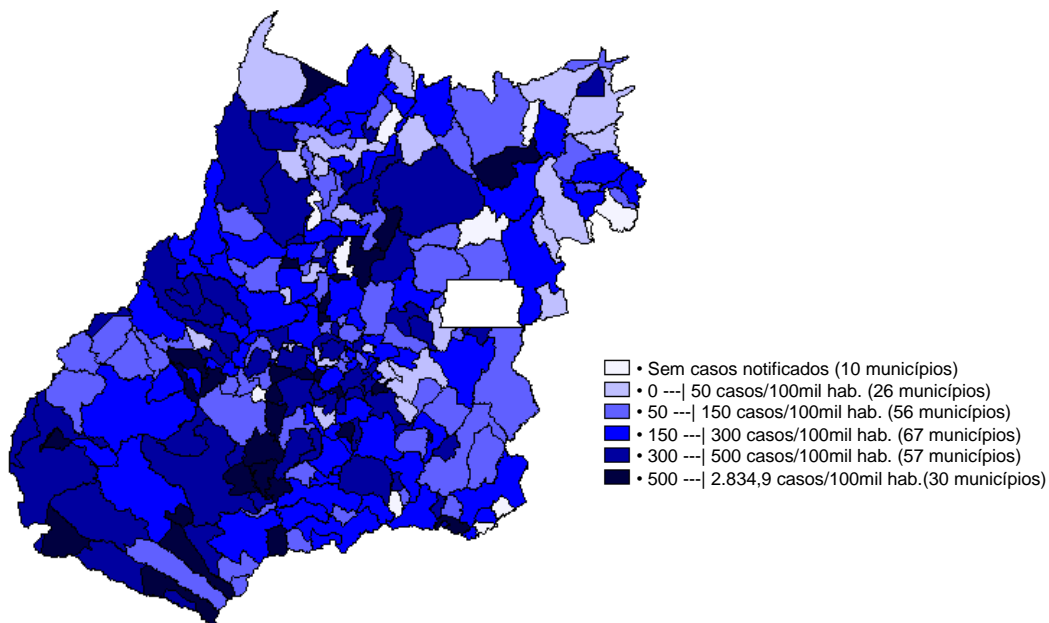 • Sem casos notificados (10 municípios)
• 0 ---| 50 casos/100mil hab. (26 municípios)
• 50 ---| 150 casos/100mil hab. (56 municípios)
• 150 ---| 300 casos/100mil hab. (67 municípios)
• 300 ---| 500 casos/100mil hab. (57 municípios)
• 500 ---| 2.834,9 casos/100mil hab.(30 municípios)